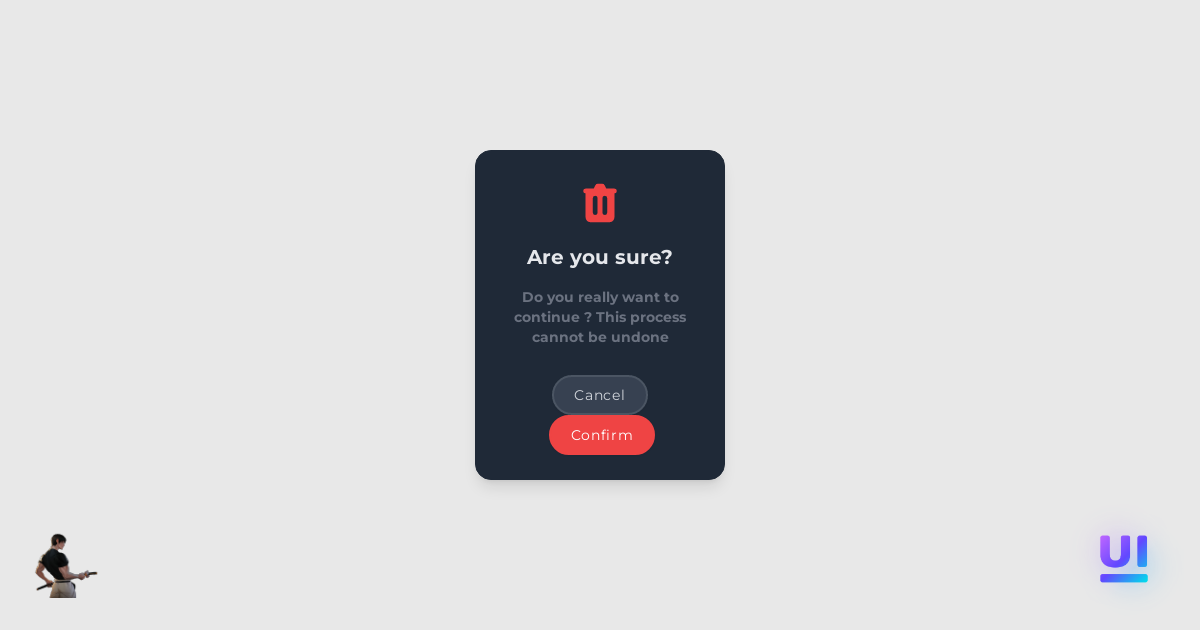 Are you sure?
Do you really want to
continue ? This process
cannot be undone
Cancel
Confirm
UI